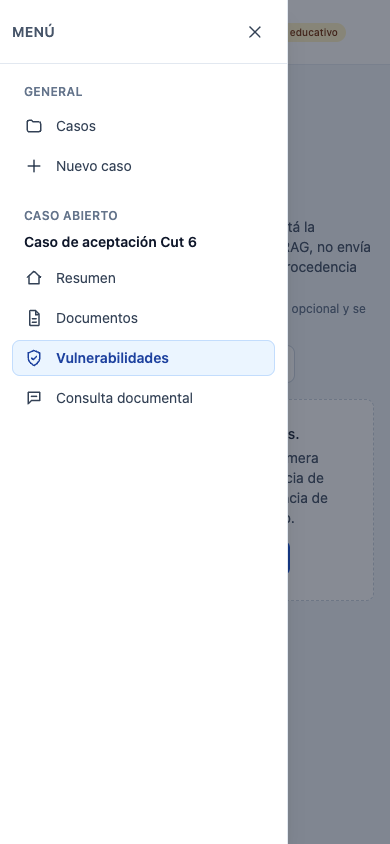 MENÚ
educativo
GENERAL
Casos
Nuevo caso
tá la
RAG, no envía
rocedencia
opcional y se
CASO ABIERTO
Caso de aceptación Cut 6
Resumen
Documentos
Vulnerabilidades
Consulta documental
s.
mera
cia de
ncia de
o.